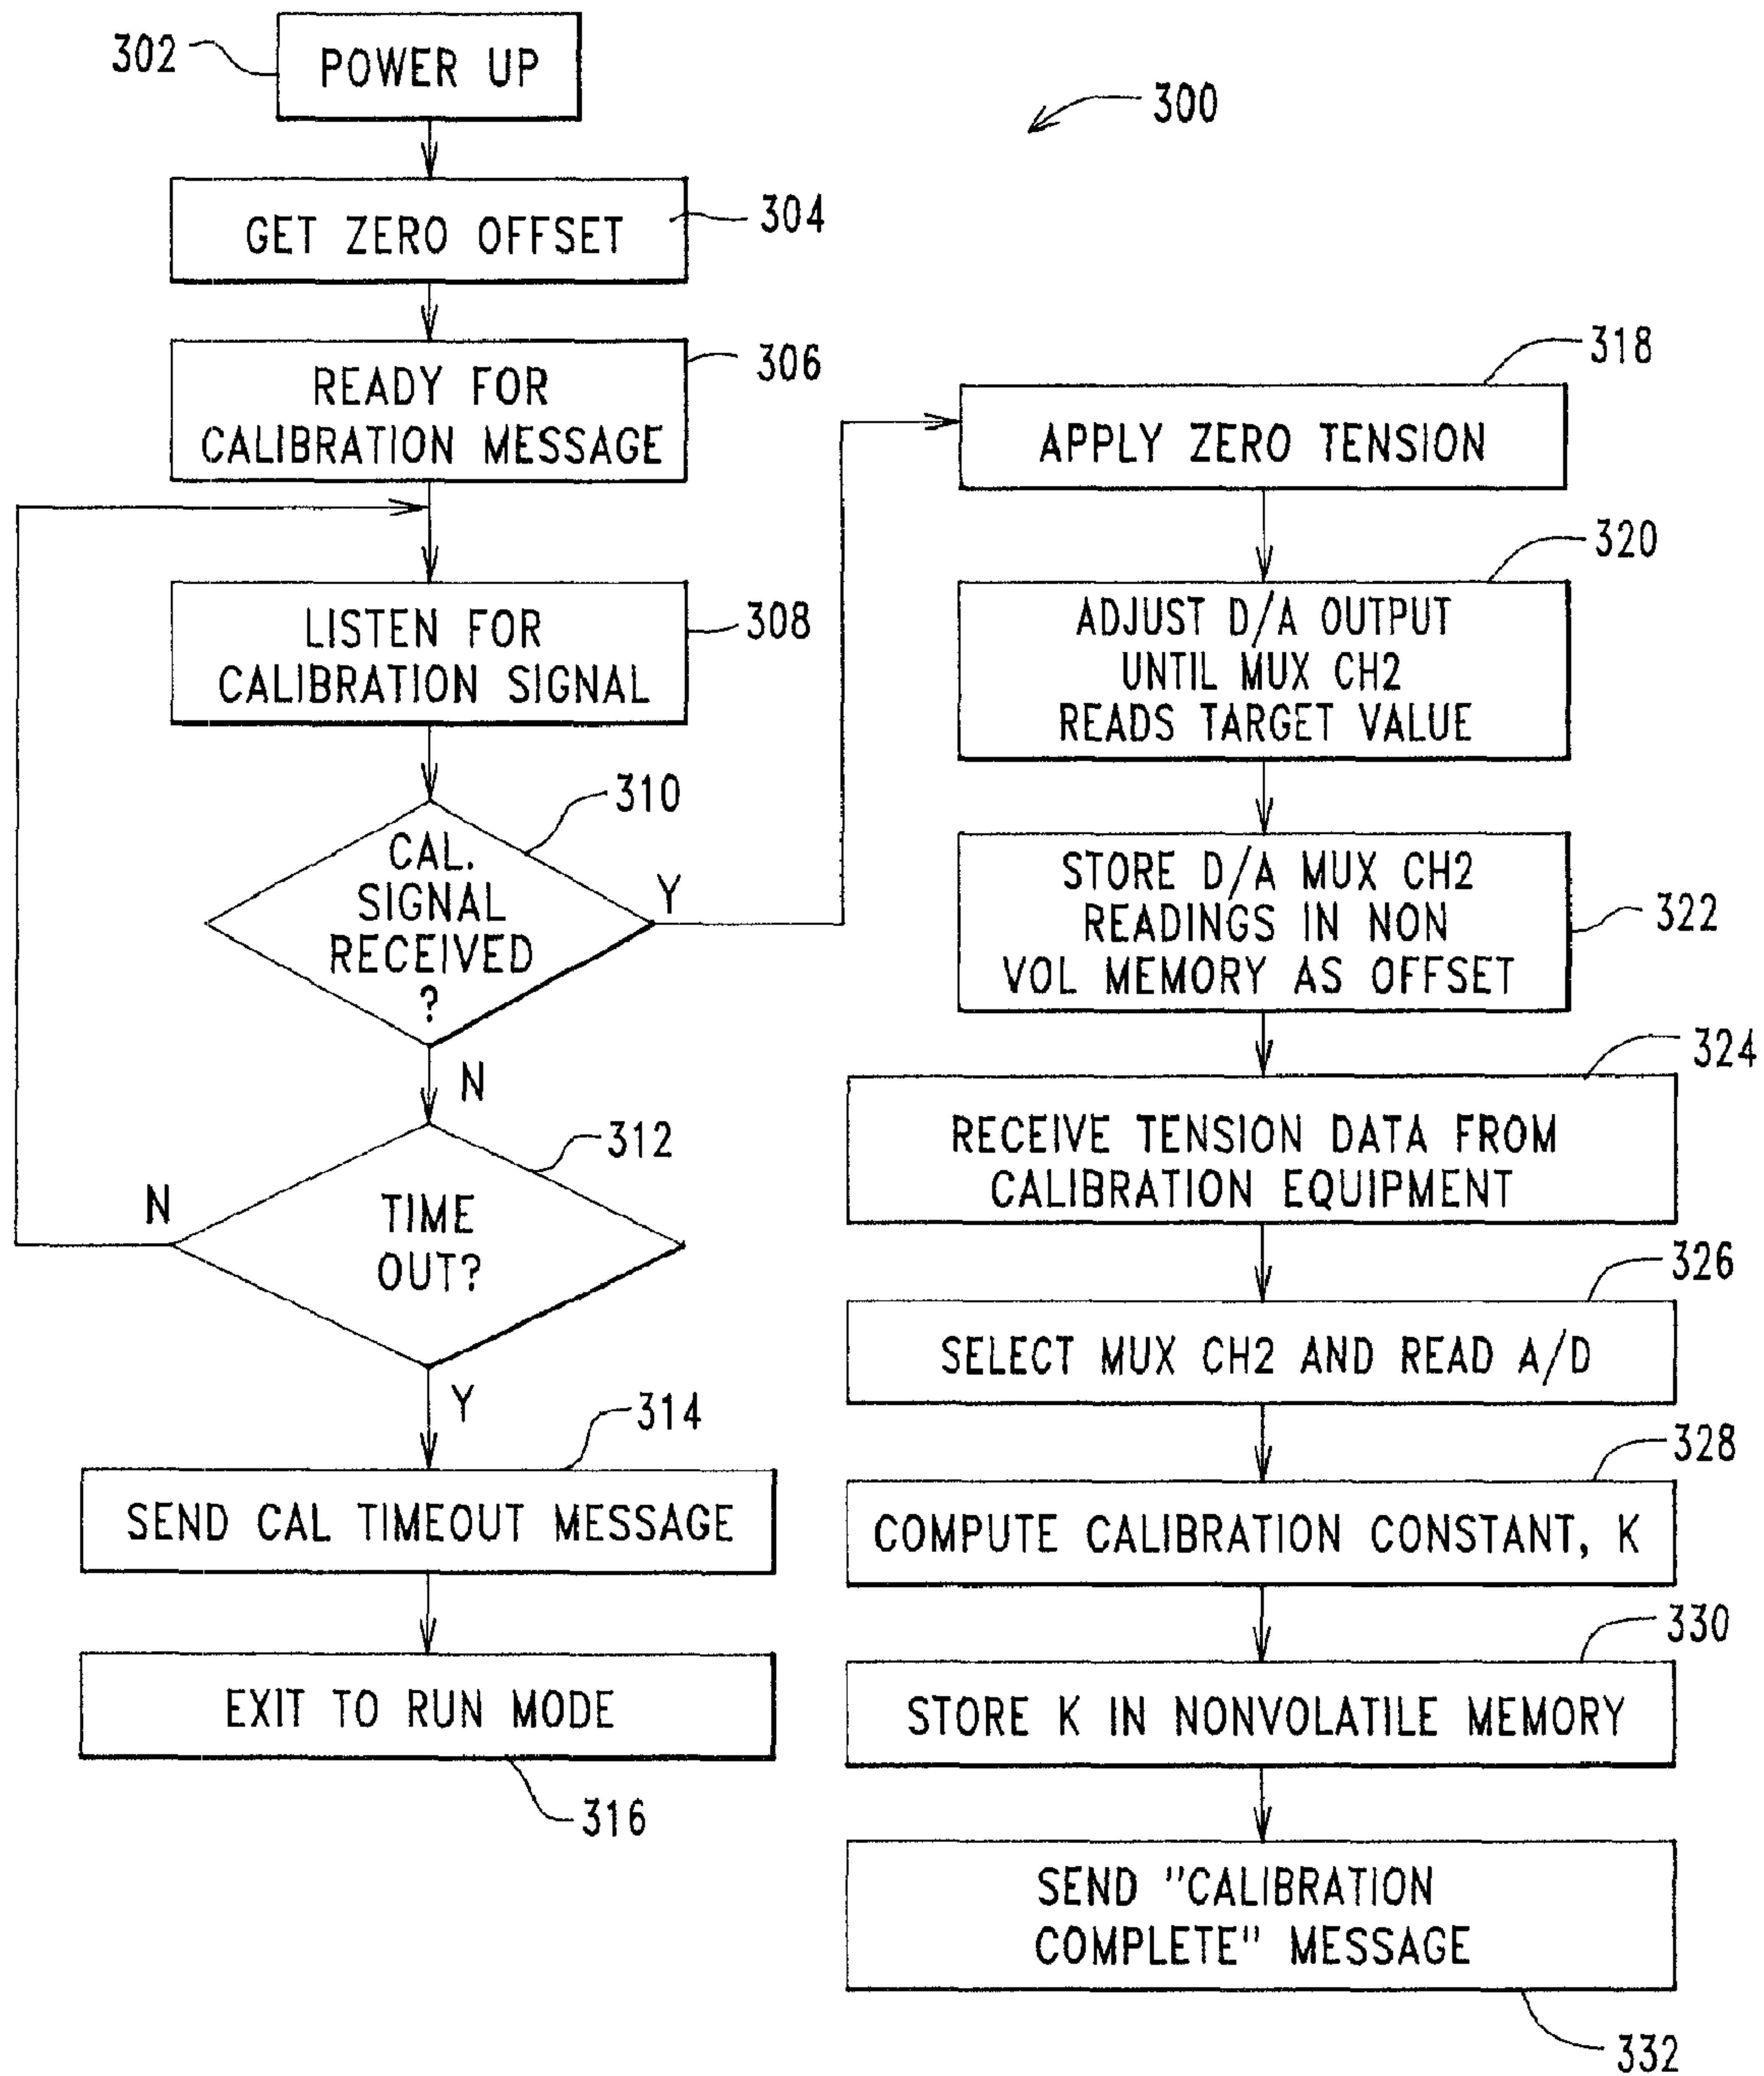 302
POWER UP
300
GET ZERO OFFSET
304
READY FOR
CALIBRATION MESSAGE
306
LISTEN FOR
CALIBRATION SIGNAL
308
CAL.
SIGNAL
RECEIVED
?
310
Y
N
TIME
OUT?
312
N
Y
SEND CAL TIMEOUT MESSAGE
314
EXIT TO RUN MODE
316
APPLY ZERO TENSION
318
ADJUST D/A OUTPUT
UNTIL MUX CH2
READS TARGET VALUE
320
STORE D/A MUX CH2
READINGS IN NON
VOL MEMORY AS OFFSET
322
RECEIVE TENSION DATA FROM
CALIBRATION EQUIPMENT
324
SELECT MUX CH2 AND READ A/D
326
COMPUTE CALIBRATION CONSTANT, K
328
STORE K IN NONVOLATILE MEMORY
330
SEND "CALIBRATION
COMPLETE" MESSAGE
332